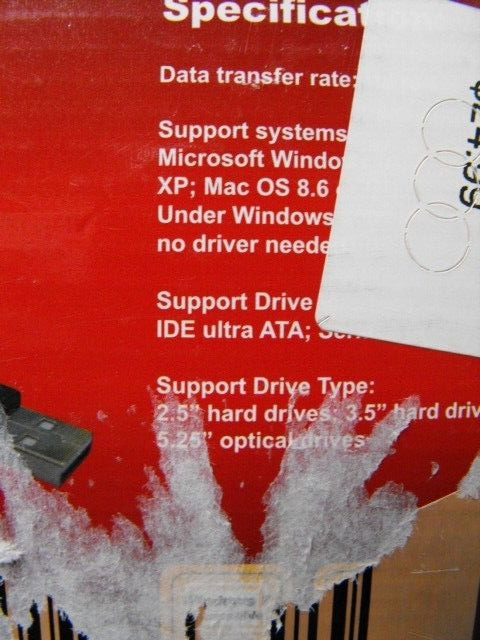 Specificat
Data transfer rate:
Support systems
Microsoft Windo
XP; Mac OS 8.6
Under Windows
no driver neede
Support Drive
IDE ultra ATA;
Support Drive Type:
2.5" hard drives; 3.5" hard driv
5.25" optical drives
$24.99